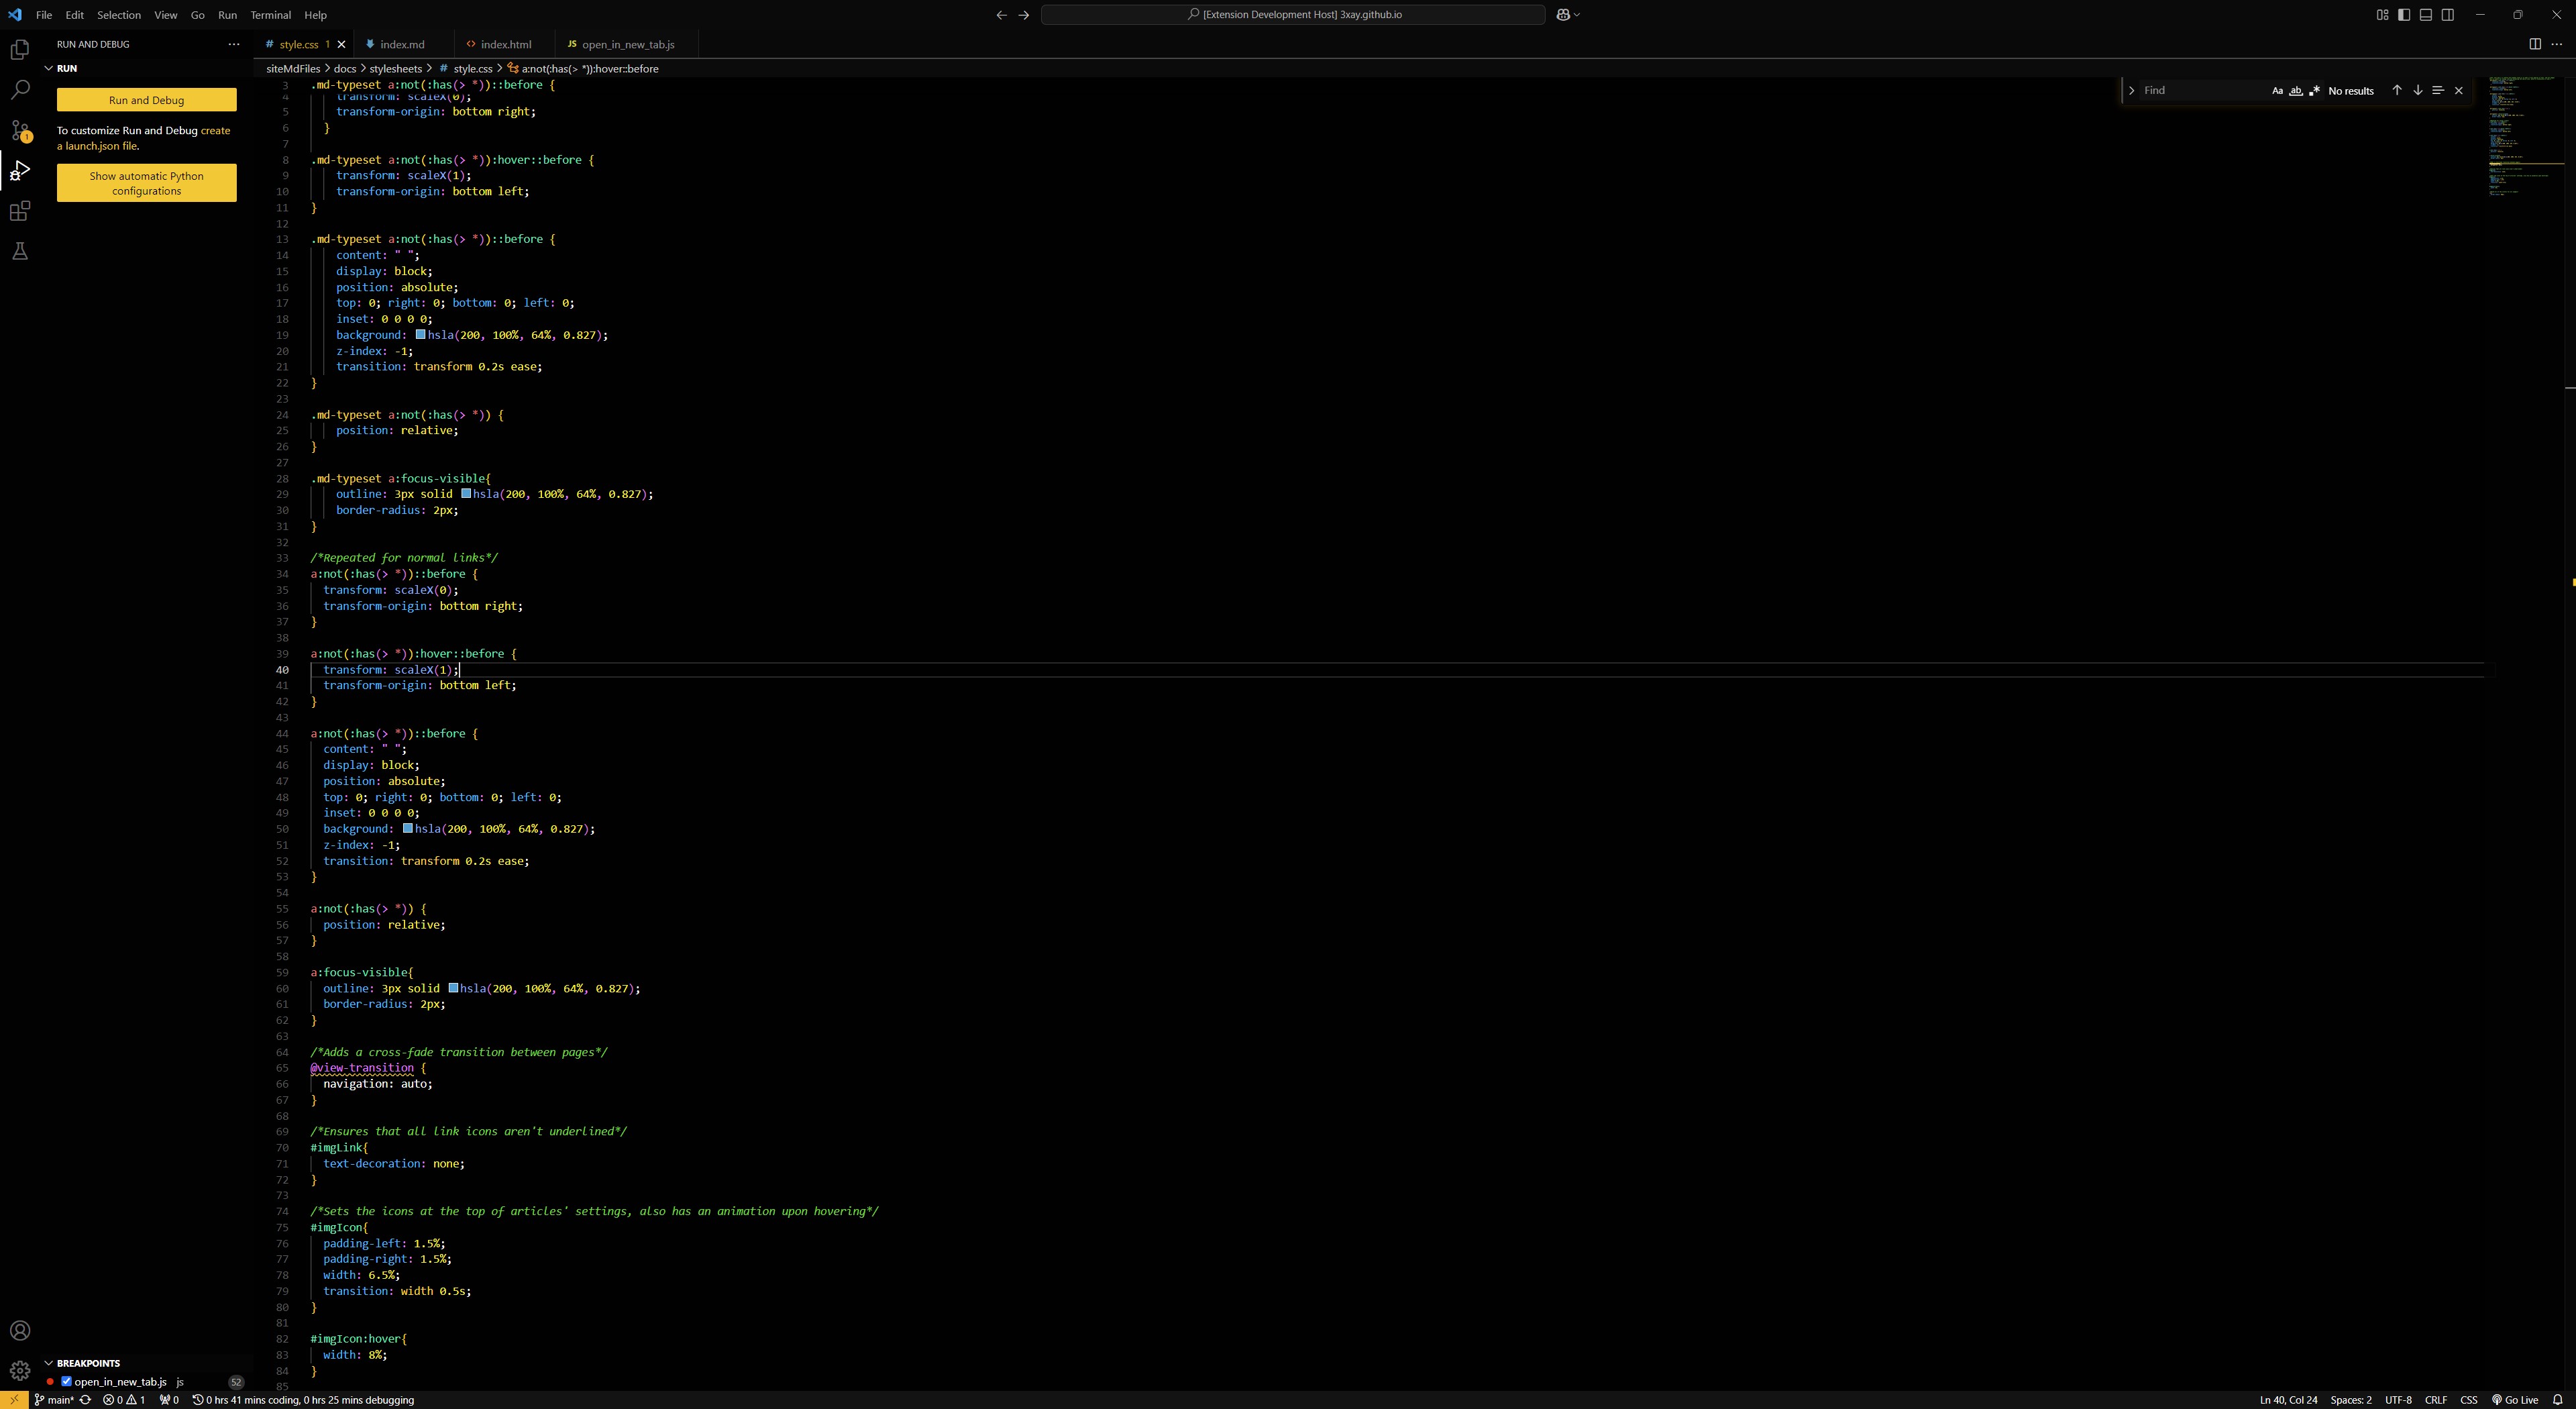 File Edit Selection View Go Run Terminal Help
[Extension Development Host] 3xay.github.io
RUN AND DEBUG
RUN
Run and Debug
To customize Run and Debug create
a launch.json file.
Show automatic Python
configurations
1
BREAKPOINTS
open_in_new_tab.js js 52
# style.css 1 index.md <> index.html JS open_in_new_tab.js
siteMdFiles > docs > stylesheets > # style.css > a:not(:has(> *)):hover::before
Find Aa ab .* No results
3 .md-typeset a:not(:has(> *))::before {
4 transform: scaleX(0);
5 transform-origin: bottom right;
6 }
7
8 .md-typeset a:not(:has(> *)):hover::before {
9 transform: scaleX(1);
10 transform-origin: bottom left;
11 }
12
13 .md-typeset a:not(:has(> *))::before {
14 content: " ";
15 display: block;
16 position: absolute;
17 top: 0; right: 0; bottom: 0; left: 0;
18 inset: 0 0 0 0;
19 background: hsla(200, 100%, 64%, 0.827);
20 z-index: -1;
21 transition: transform 0.2s ease;
22 }
23
24 .md-typeset a:not(:has(> *)) {
25 position: relative;
26 }
27
28 .md-typeset a:focus-visible{
29 outline: 3px solid hsla(200, 100%, 64%, 0.827);
30 border-radius: 2px;
31 }
32
33 /*Repeated for normal links*/
34 a:not(:has(> *))::before {
35 transform: scaleX(0);
36 transform-origin: bottom right;
37 }
38
39 a:not(:has(> *)):hover::before {
40 transform: scaleX(1);
41 transform-origin: bottom left;
42 }
43
44 a:not(:has(> *))::before {
45 content: " ";
46 display: block;
47 position: absolute;
48 top: 0; right: 0; bottom: 0; left: 0;
49 inset: 0 0 0 0;
50 background: hsla(200, 100%, 64%, 0.827);
51 z-index: -1;
52 transition: transform 0.2s ease;
53 }
54
55 a:not(:has(> *)) {
56 position: relative;
57 }
58
59 a:focus-visible{
60 outline: 3px solid hsla(200, 100%, 64%, 0.827);
61 border-radius: 2px;
62 }
63
64 /*Adds a cross-fade transition between pages*/
65 @view-transition {
66 navigation: auto;
67 }
68
69 /*Ensures that all link icons aren't underlined*/
70 #imgLink{
71 text-decoration: none;
72 }
73
74 /*Sets the icons at the top of articles' settings, also has an animation upon hovering*/
75 #imgIcon{
76 padding-left: 1.5%;
77 padding-right: 1.5%;
78 width: 6.5%;
79 transition: width 0.5s;
80 }
81
82 #imgIcon:hover{
83 width: 8%;
84 }
85
main* 0 1 0 0 hrs 41 mins coding, 0 hrs 25 mins debugging Ln 40, Col 24 Spaces: 2 UTF-8 CRLF CSS Go Live